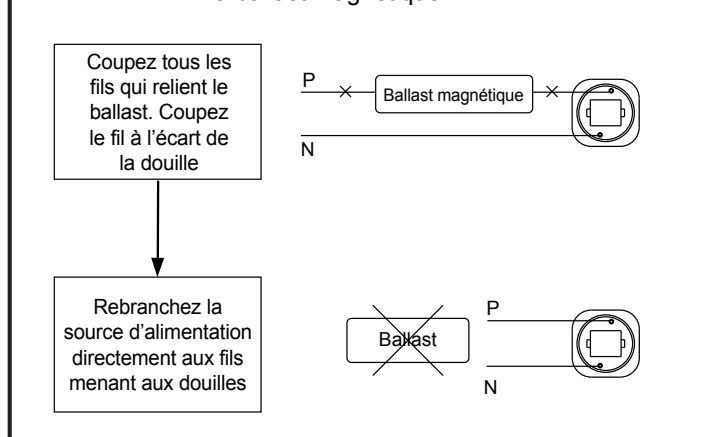 Coupez tous les
fils qui relient le
ballast. Coupez
le fil à l’écart de
la douille
P
Ballast magnétique
N
Rebranchez la
source d’alimentation
directement aux fils
menant aux douilles
Ballast
P
N